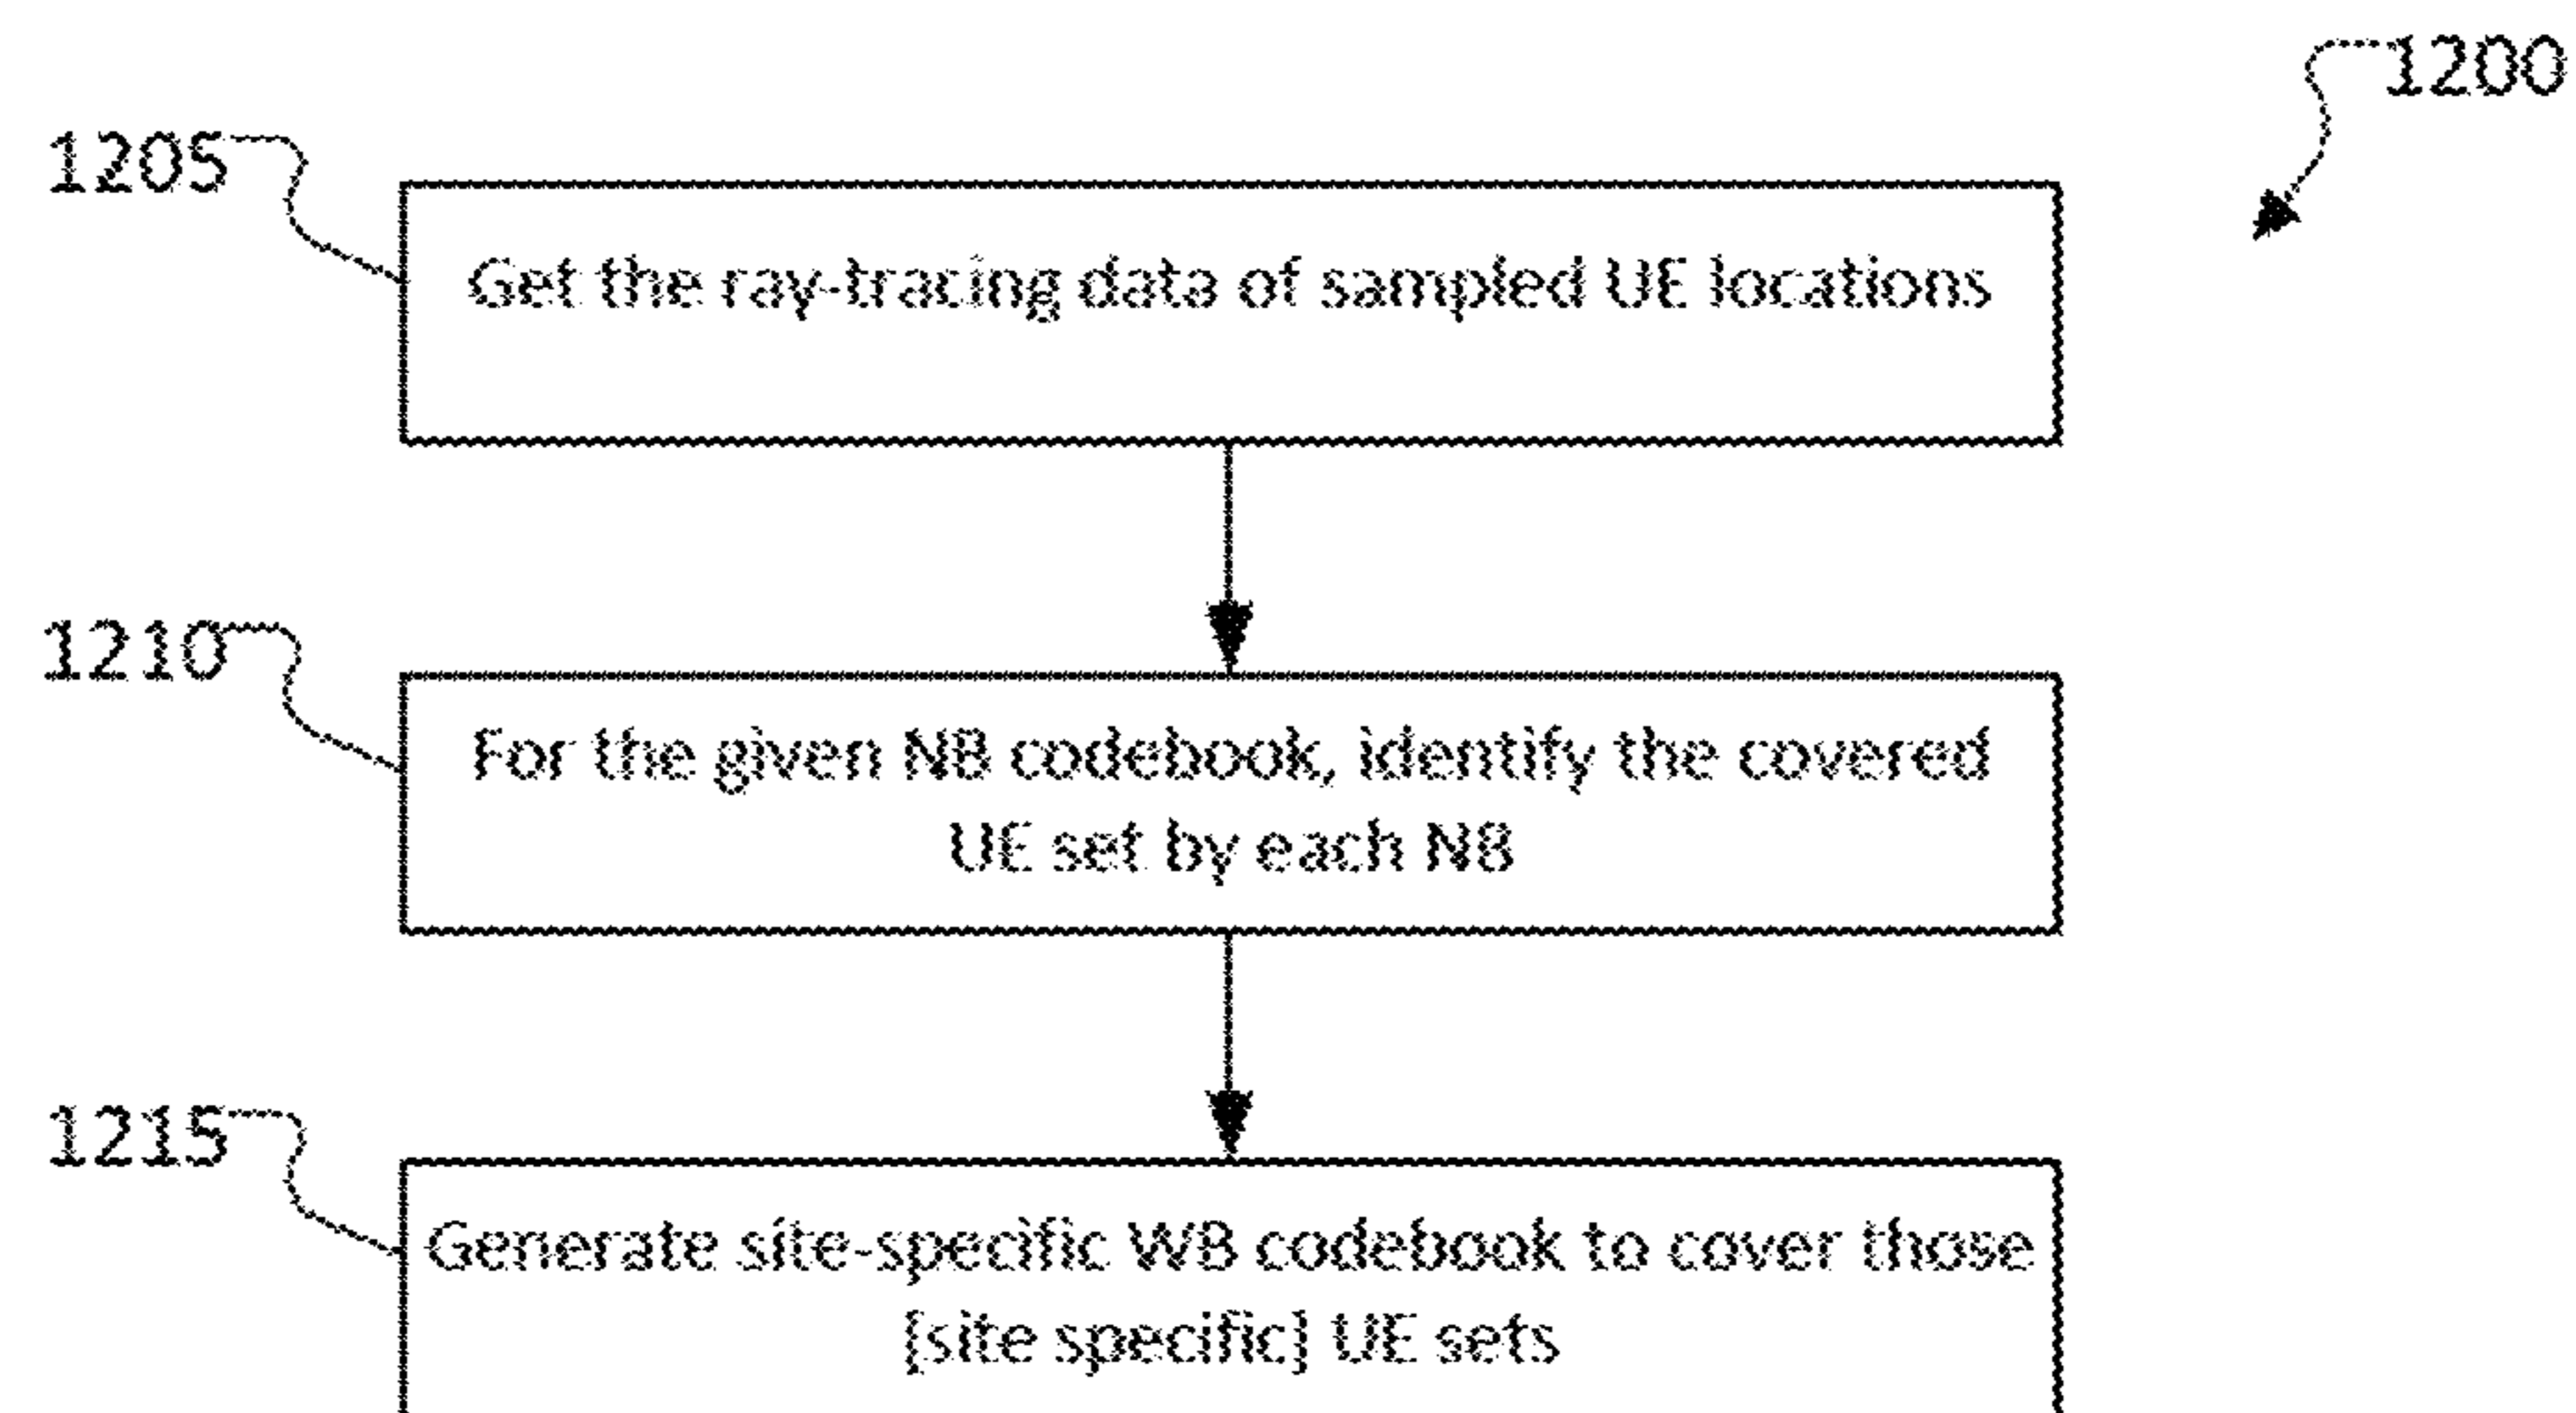 1200
1205
Get the ray-tracing data of sampled UE locations
1210
For the given NB codebook, identify the covered
UE set by each NB
1215
Generate site-specific WB codebook to cover those
[site specific] UE sets